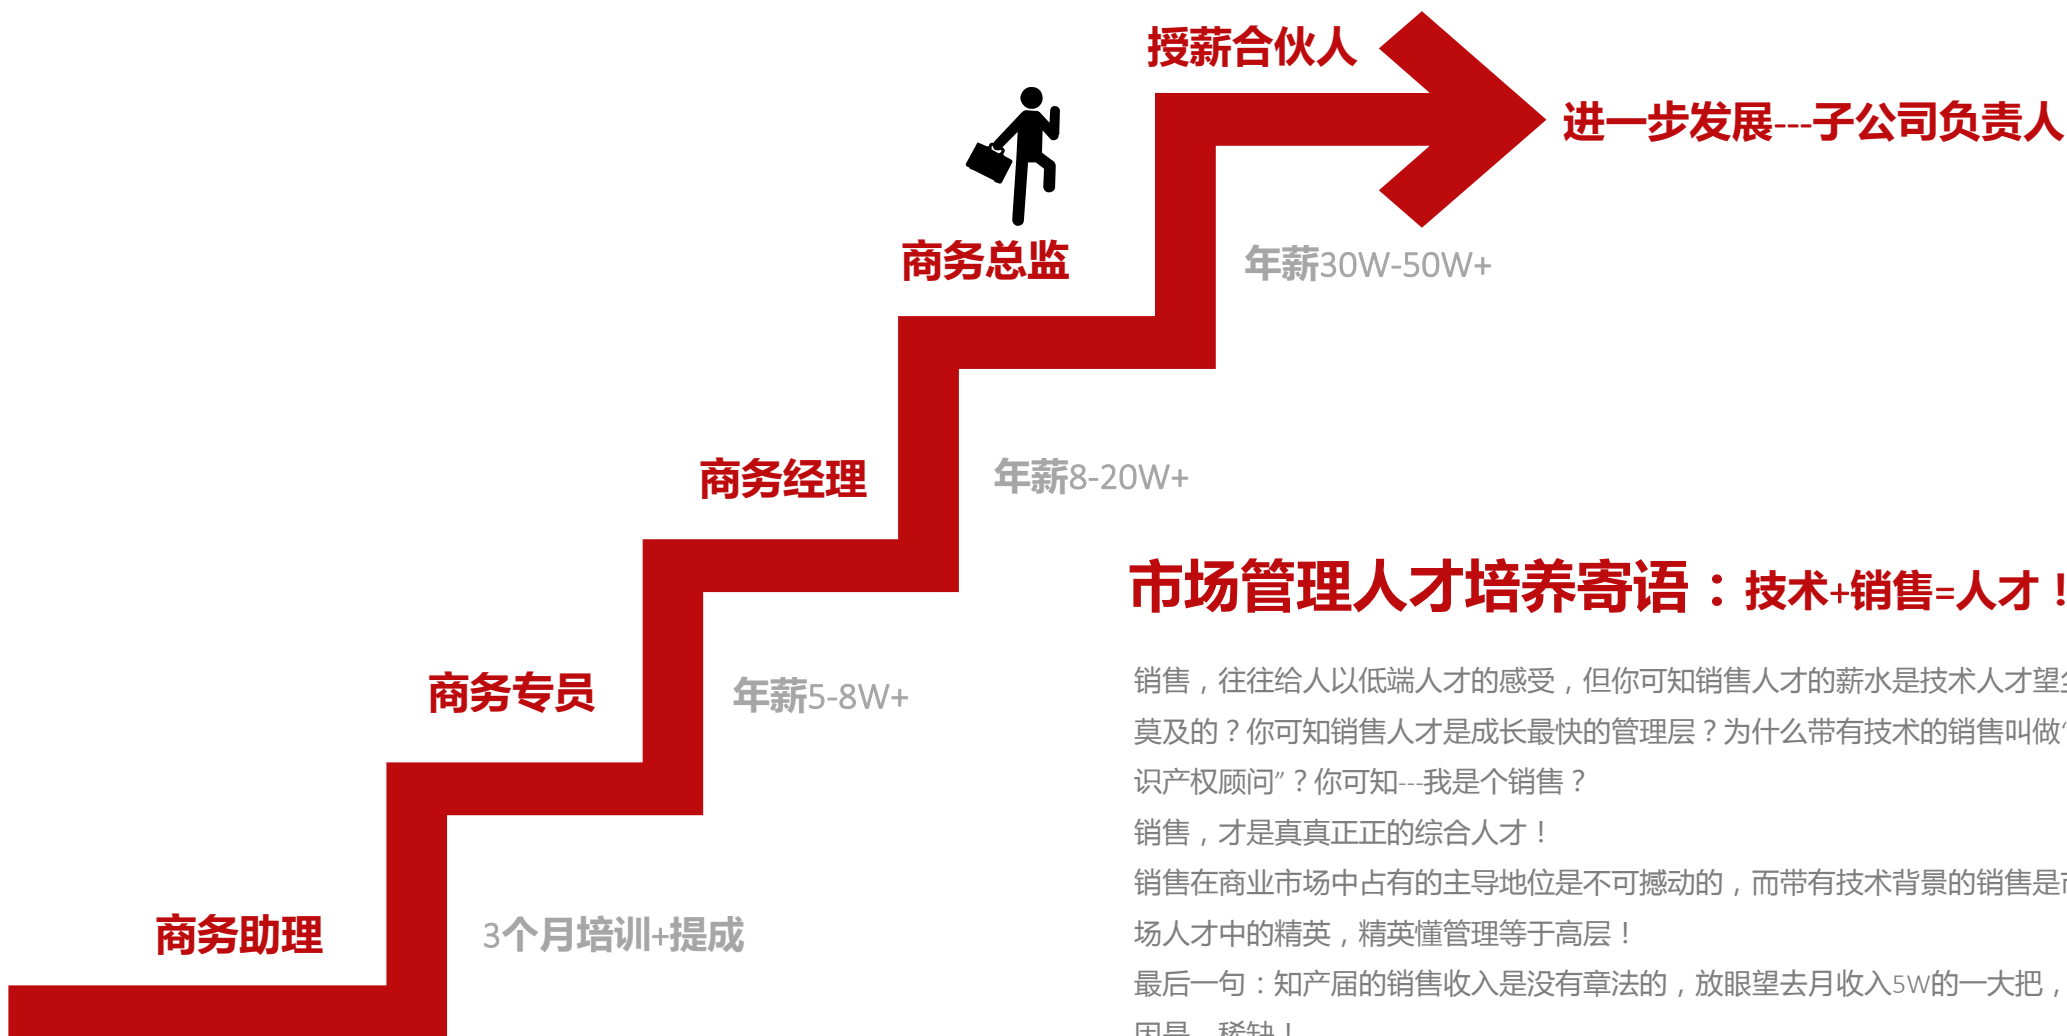 授薪合伙人
进一步发展---子公司负责人
商务总监
年薪30W-50W+
商务经理
年薪8-20W+
市场管理人才培养寄语：技术+销售=人才！
商务专员
年薪5-8W+
销售，往往给人以低端人才的感受，但你可知销售人才的薪水是技术人才望尘
莫及的？你可知销售人才是成长最快的管理层？为什么带有技术的销售叫做“
识产权顾问”？你可知---我是个销售？
销售，才是真真正正的综合人才！
销售在商业市场中占有的主导地位是不可撼动的，而带有技术背景的销售是市
场人才中的精英，精英懂管理等于高层！
商务助理
3个月培训+提成
最后一句：知产届的销售收入是没有章法的，放眼望去月收入5W的一大把，
因是，稀缺！